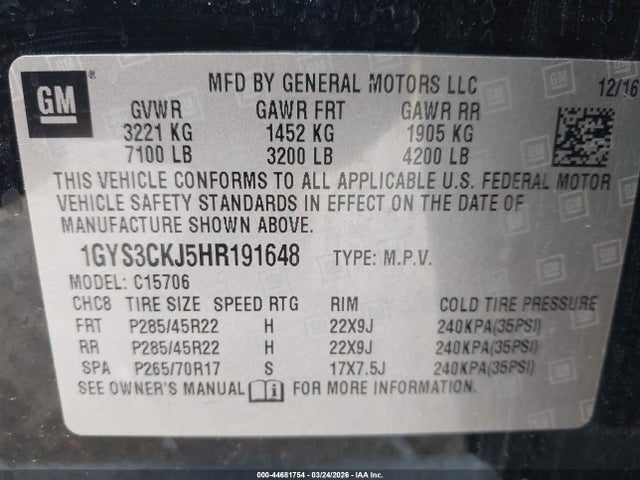 GM
MFD BY GENERAL MOTORS LLC 12/16
GVWR GAWR FRT GAWR RR
3221 KG 1452 KG 1905 KG
7100 LB 3200 LB 4200 LB
THIS VEHICLE CONFORMS TO ALL APPLICABLE U.S. FEDERAL MOTOR
VEHICLE SAFETY STANDARDS IN EFFECT ON THE DATE OF
MANUFACTURE SHOWN ABOVE.
1GYS3CKJ5HR191648 TYPE: M.P.V.
MODEL: C15706
CHC8 TIRE SIZE SPEED RTG RIM COLD TIRE PRESSURE
FRT P285/45R22 H 22X9J 240KPA(35PSI)
RR P285/45R22 H 22X9J 240KPA(35PSI)
SPA P265/70R17 S 17X7.5J 240KPA(35PSI)
SEE OWNER'S MANUAL FOR MORE INFORMATION.
000-44681754 | 03/24/2026 | IAA, Inc.